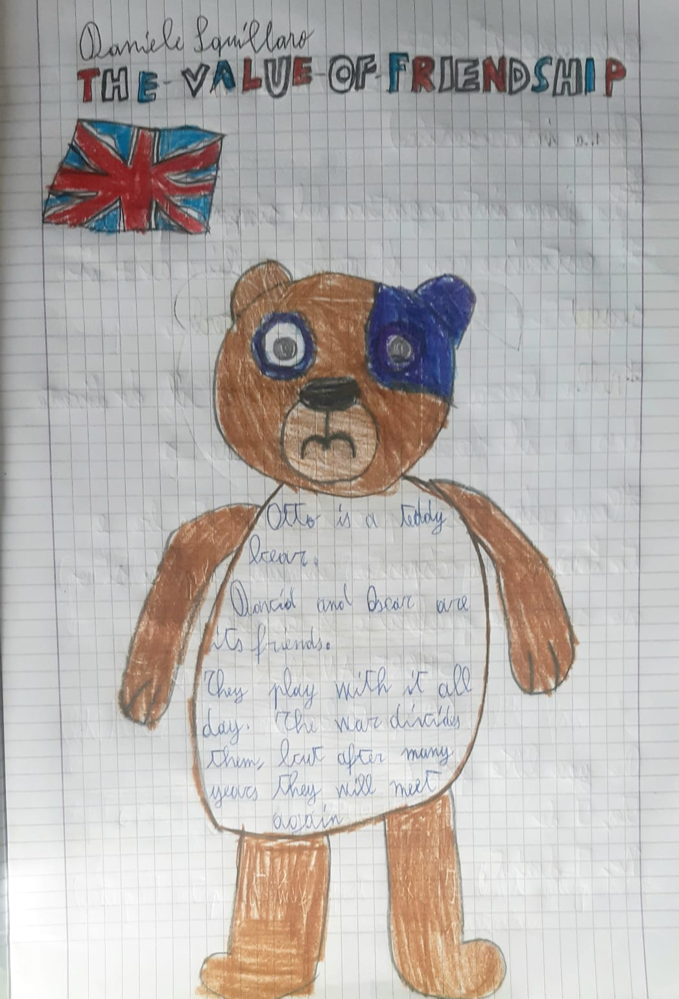 Daniele Squillaro
THE-VALUE-OF-FRIENDSHIP
Otto is a teddy
bear.
David and Oscar are
its friends.
They play with it all
day. The war divides
them, but after many
years they will meet
again